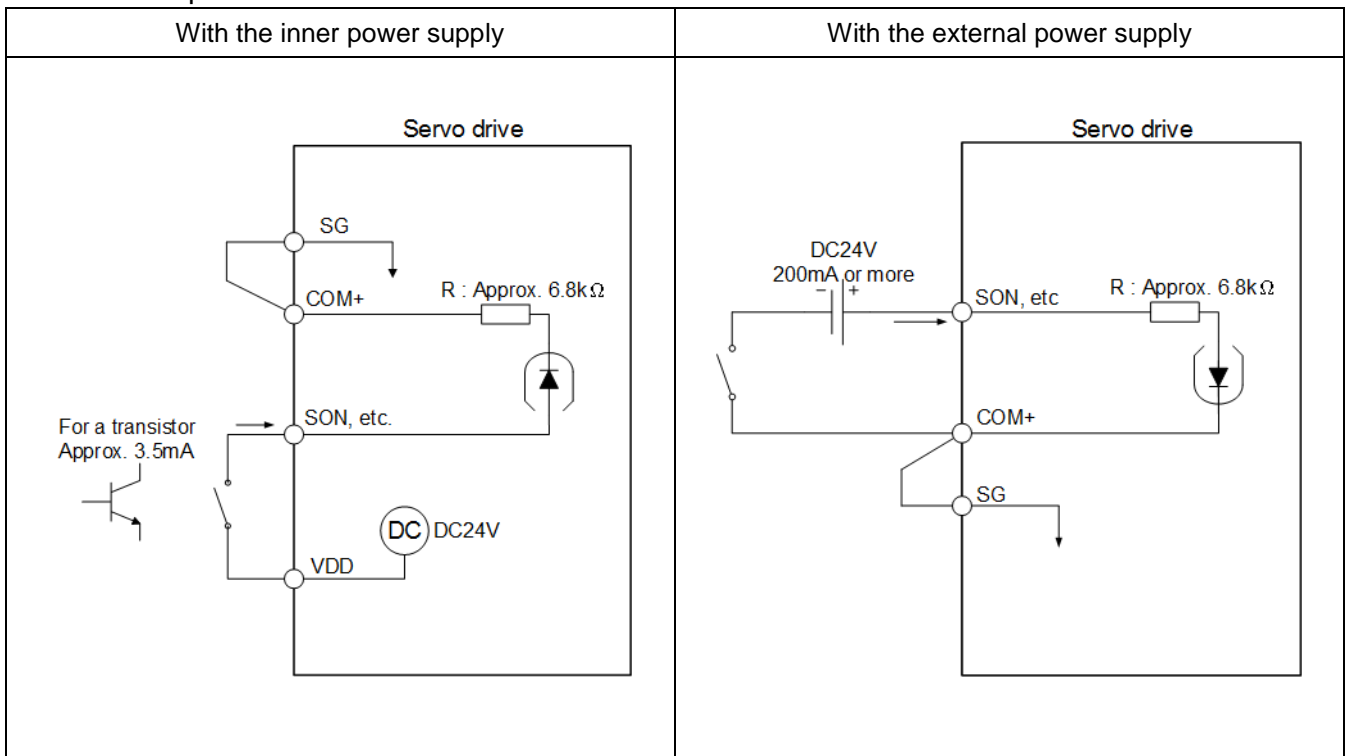 With the inner power supply
With the external power supply
Servo drive
SG
COM+
R : Approx. 6.8kΩ
SON, etc.
For a transistor
Approx. 3.5mA
DC
DC24V
VDD
Servo drive
DC24V
200mA or more
− +
SON, etc
R : Approx. 6.8kΩ
COM+
SG